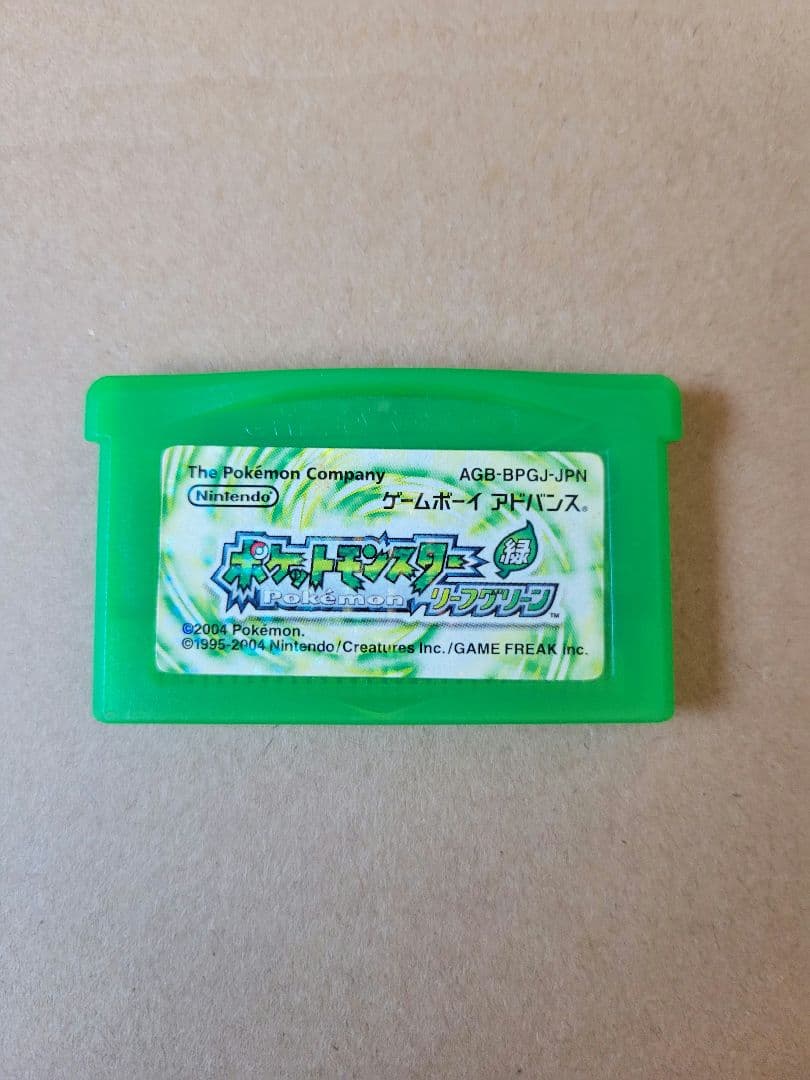 The Pokémon Company
AGB-BPGJ-JPN
Nintendo
ゲームボーイ アドバンス®
ポケットモンスター
緑
Pokémon
リーフグリーン™
©2004 Pokémon.
©1995-2004 Nintendo/Creatures Inc./GAME FREAK inc.